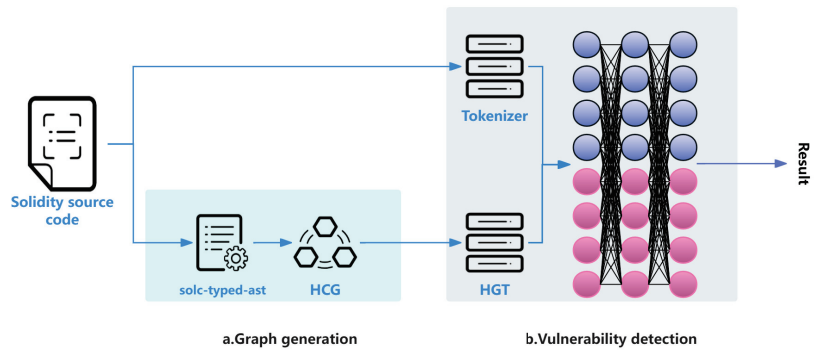 Tokenizer
Solidity source
code
Result
solc-typed-ast
HCG
HGT
a.Graph generation
b.Vulnerability detection